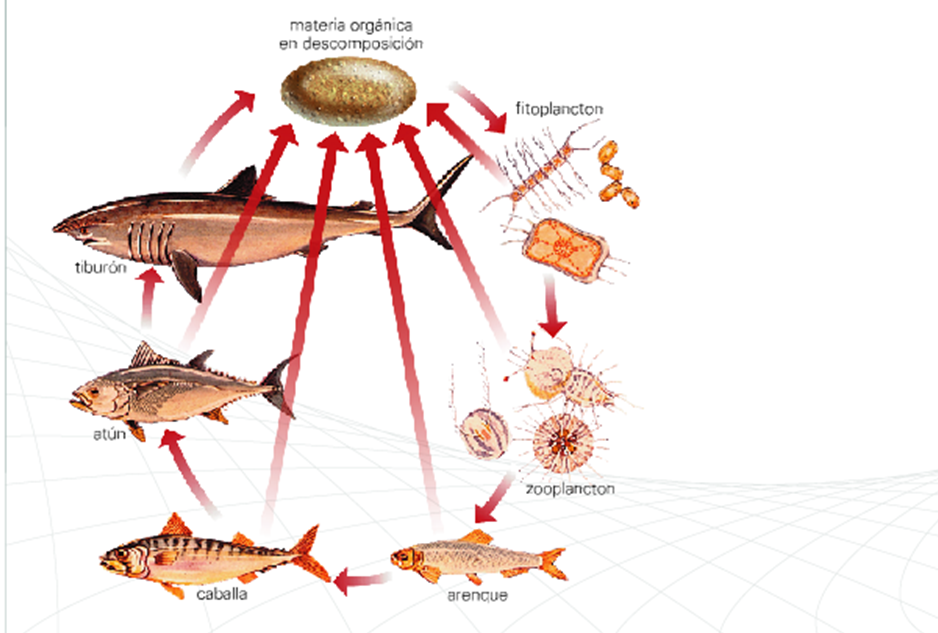 materia orgánica
en descomposición
fitoplancton
tiburón
atún
zooplancton
caballa
arenque